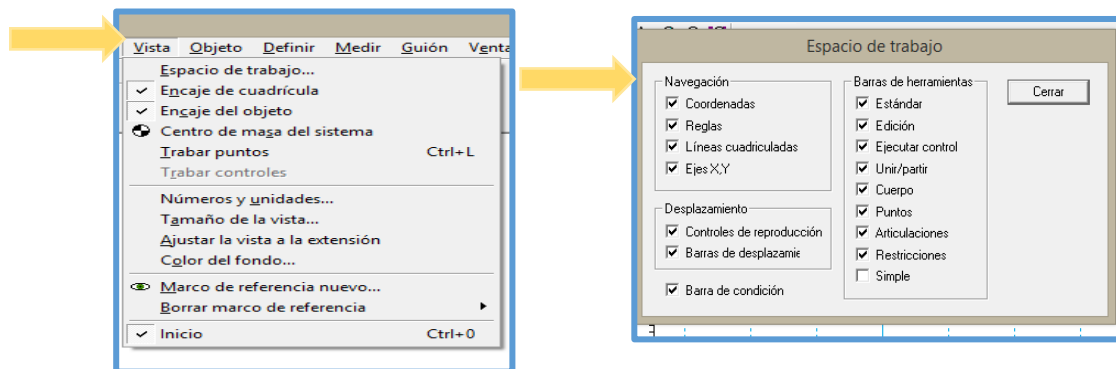 Vista Objeto Definir Medir Guión Venta
Espacio de trabajo...
Encaje de cuadrícula
Encaje del objeto
Centro de masa del sistema
Trabar puntos Ctrl+L
Trabar controles
Números y unidades...
Tamaño de la vista...
Ajustar la vista a la extensión
Color del fondo...
Marco de referencia nuevo...
Borrar marco de referencia
Inicio Ctrl+0
Espacio de trabajo
Navegación
Coordenadas
Reglas
Líneas cuadriculadas
Ejes X,Y
Desplazamiento
Controles de reproducción
Barras de desplazamie
Barra de condición
Barras de herramientas
Estándar
Edición
Ejecutar control
Unir/partir
Cuerpo
Puntos
Articulaciones
Restricciones
Simple
Cerrar